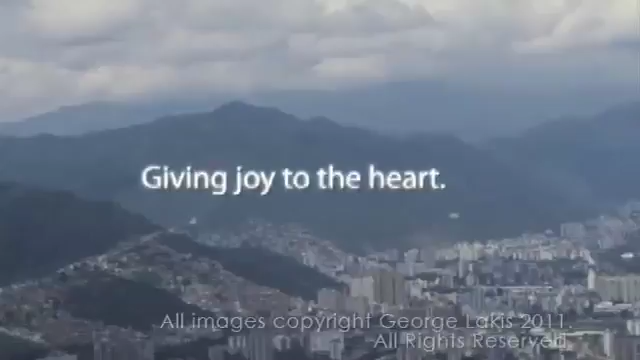 Giving joy to the heart.
All images copyright George Lakis 2011.
All Rights Reserved.